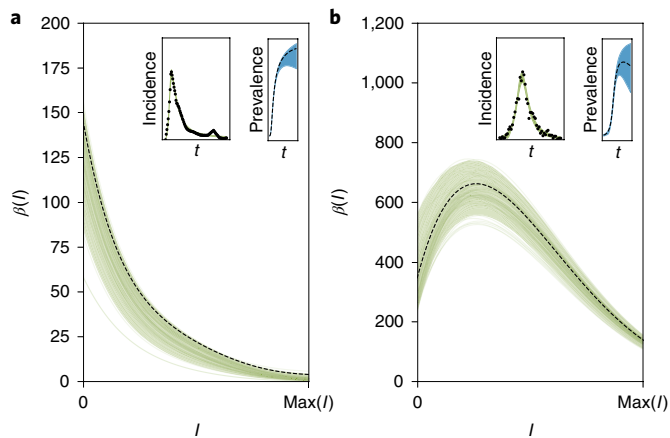 a
200
175
150
125
100
75
50
25
0
β(I)
0
Max(I)
I
Incidence
t
Prevalence
t
b
1,200
1,000
800
600
400
200
0
β(I)
0
Max(I)
I
Incidence
t
Prevalence
t